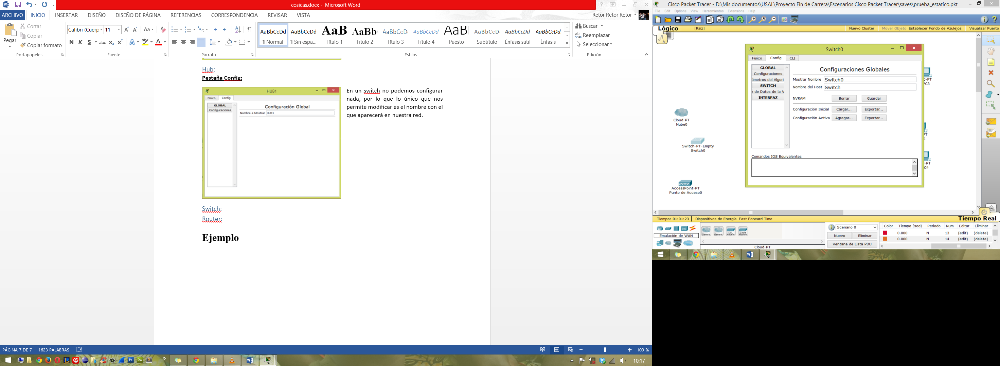 cosicas.docx - Microsoft Word
ARCHIVO INICIO INSERTAR DISEÑO DISEÑO DE PÁGINA REFERENCIAS CORRESPONDENCIA REVISAR VISTA
Retor Retor Retor
Pegar
Cortar
Copiar
Copiar formato
Portapapeles
Calibri (Cuerp 11
Aa
N K S abc x₂ x² A ab A
Fuente
Párrafo
AaBbCcDd AaBbCcDd AaB AaBb AaBbCcD AaBbCcDd AaB AaBbCcD AaBbCcDd AaBbCcDd
¶ Normal ¶ Sin espa... Título 1 Título 2 Título 3 Título 4 Puesto Subtítulo Énfasis sutil Énfasis
Estilos
Buscar
Reemplazar
Seleccionar
Edición
Hub:
Pestaña Config:
HUB1
Físico Config
GLOBAL
Configuraciones
Configuración Global
Nombre a Mostrar HUB1
En un switch no podemos configurar
nada, por lo que lo único que nos
permite modificar es el nombre con el
que aparecerá en nuestra red.
Switch:
Router:
Ejemplo
PÁGINA 7 DE 7 1623 PALABRAS
100 %
10:17
Cisco Packet Tracer - D:\Mis documentos\USAL\Proyecto Fin de Carrera\Escenarios Cisco Packet Tracer\saves\prueba_estatico.pkt
File Edit Options View Herramientas Extensions Help
Lógico [Raíz] Nuevo Cluster Mover Objeto Establecer Fondo de Azulejos Visualizar Puerto
Cloud-PT
Nube0
Switch-PT-Empty
Switch0
AccessPoint-PT
Punto de Acceso0
Switch0
Físico Config CLI
GLOBAL
Configuraciones
ámetros del Algori
SWITCH
e de Datos de la V
INTERFAZ
Configuraciones Globales
Mostrar Nombre Switch0
Nombre del Host Switch
NVRAM Borrar Guardar
Configuración Inicial Cargar... Exportar...
Configuración Activa Agregar... Exportar...
Comandos IOS Equivalentes
C-PT
PC3
PT
5
-PT
C4
Tiempo: 01:01:23 Dispositivos de Energía Fast Forward Time
Tiempo Real
Emulación de WAN
Generic Generic DSL Modem Cable Modem
Cloud-PT
Scenario 0
Nuevo Eliminar
Ventana de Lista PDU
Color Tiempo (seg) Periodo Num Editar Eliminar
0.000 N 13 (edit) (delete)
0.000 N 14 (edit) (delete)